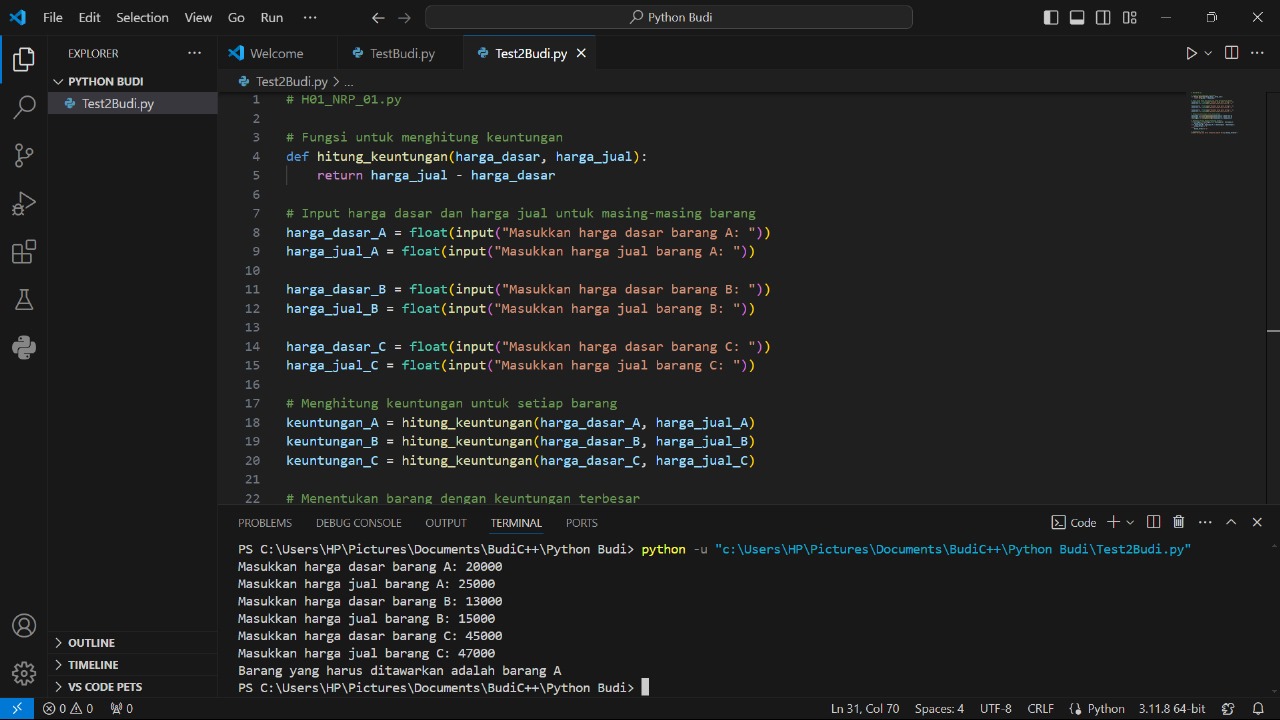 File Edit Selection View Go Run ··· Python Budi
EXPLORER ···
PYTHON BUDI
Test2Budi.py
OUTLINE
TIMELINE
VS CODE PETS
Welcome TestBudi.py Test2Budi.py
Test2Budi.py > ...
1 # H01_NRP_01.py
2
3 # Fungsi untuk menghitung keuntungan
4 def hitung_keuntungan(harga_dasar, harga_jual):
5 return harga_jual - harga_dasar
6
7 # Input harga dasar dan harga jual untuk masing-masing barang
8 harga_dasar_A = float(input("Masukkan harga dasar barang A: "))
9 harga_jual_A = float(input("Masukkan harga jual barang A: "))
10
11 harga_dasar_B = float(input("Masukkan harga dasar barang B: "))
12 harga_jual_B = float(input("Masukkan harga jual barang B: "))
13
14 harga_dasar_C = float(input("Masukkan harga dasar barang C: "))
15 harga_jual_C = float(input("Masukkan harga jual barang C: "))
16
17 # Menghitung keuntungan untuk setiap barang
18 keuntungan_A = hitung_keuntungan(harga_dasar_A, harga_jual_A)
19 keuntungan_B = hitung_keuntungan(harga_dasar_B, harga_jual_B)
20 keuntungan_C = hitung_keuntungan(harga_dasar_C, harga_jual_C)
21
22 # Menentukan barang dengan keuntungan terbesar
PROBLEMS DEBUG CONSOLE OUTPUT TERMINAL PORTS Code
PS C:\Users\HP\Pictures\Documents\BudiC++\Python Budi> python -u "c:\Users\HP\Pictures\Documents\BudiC++\Python Budi\Test2Budi.py"
Masukkan harga dasar barang A: 20000
Masukkan harga jual barang A: 25000
Masukkan harga dasar barang B: 13000
Masukkan harga jual barang B: 15000
Masukkan harga dasar barang C: 45000
Masukkan harga jual barang C: 47000
Barang yang harus ditawarkan adalah barang A
PS C:\Users\HP\Pictures\Documents\BudiC++\Python Budi>
0 0 0 Ln 31, Col 70 Spaces: 4 UTF-8 CRLF Python 3.11.8 64-bit